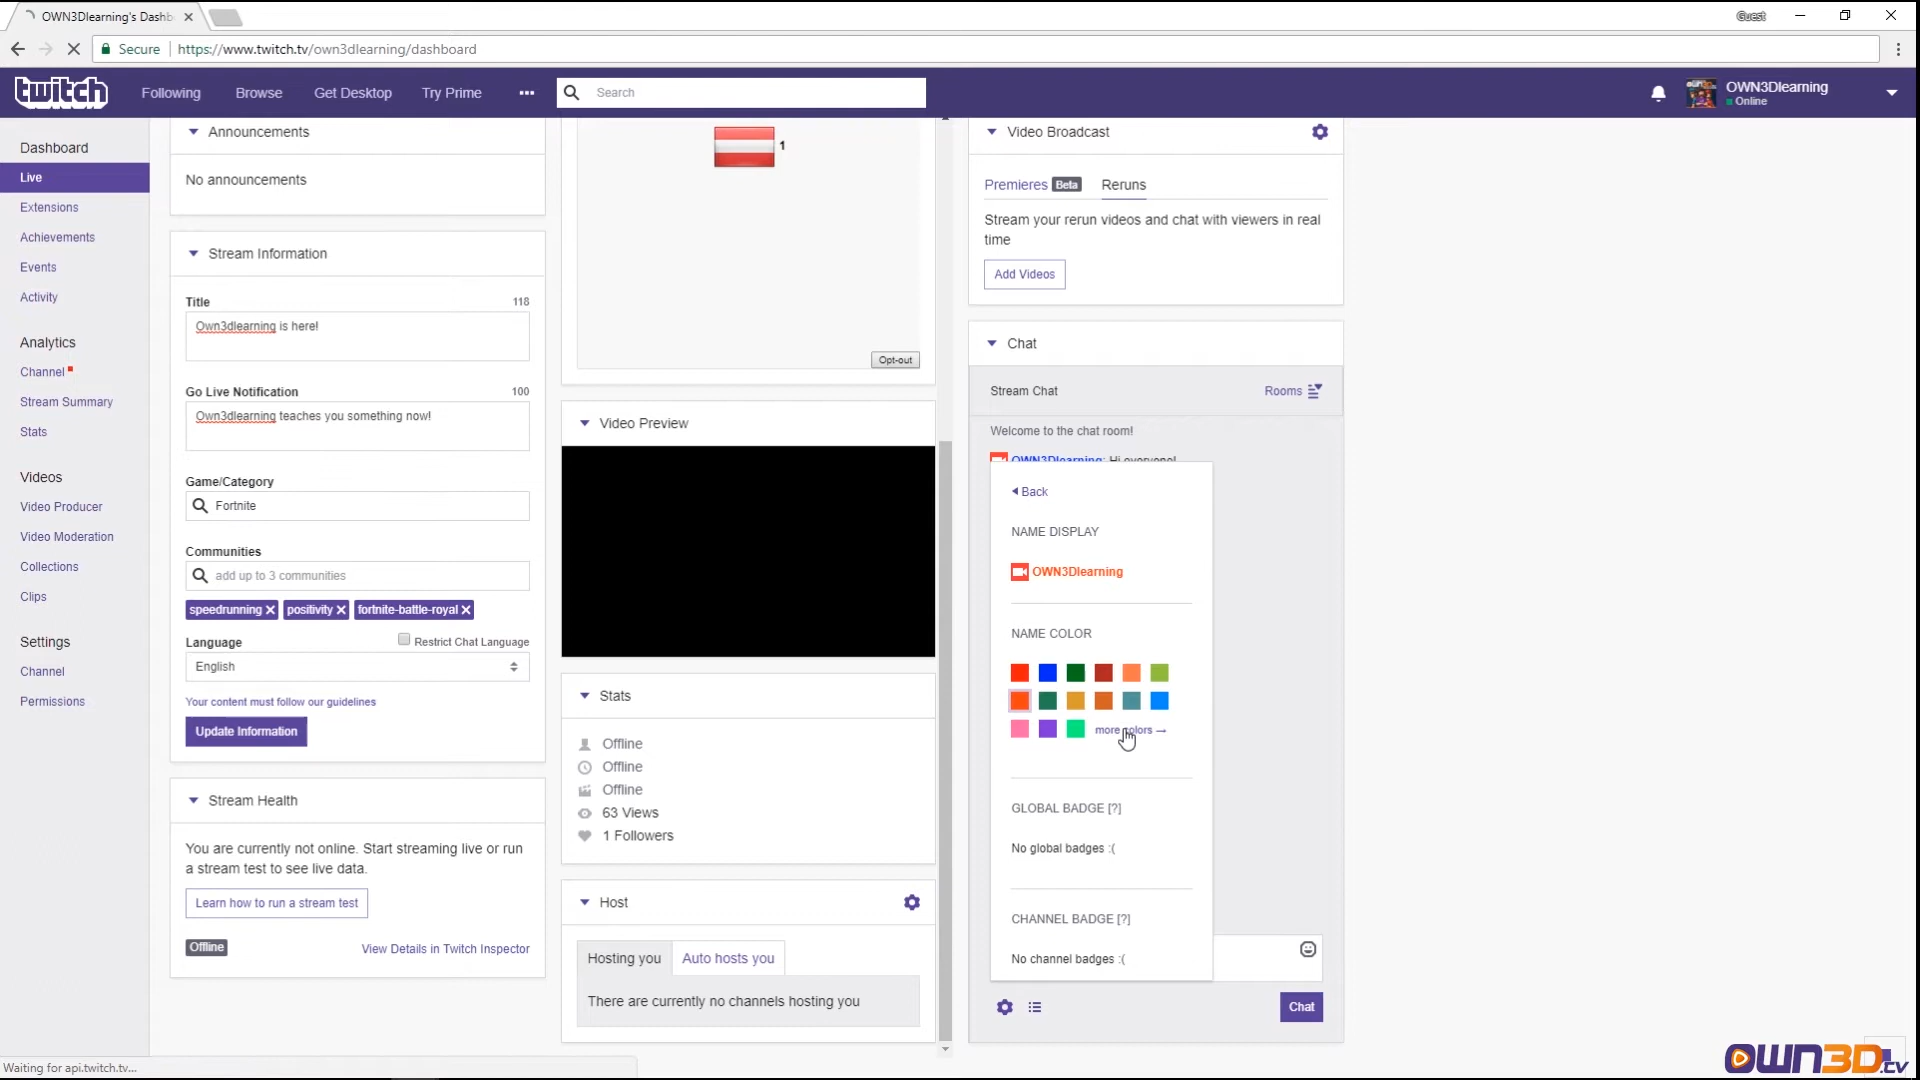 OWN3Dlearning's Dashb
Guest
Secure
https://www.twitch.tv/own3dlearning/dashboard
twitch
Following
Browse
Get Desktop
Try Prime
Search
OWN3Dlearning
Online
Dashboard
Live
Extensions
Achievements
Events
Activity
Analytics
Channel
Stream Summary
Stats
Videos
Video Producer
Video Moderation
Collections
Clips
Settings
Channel
Permissions
Announcements
No announcements
Stream Information
Title
118
Own3dlearning is here!
Go Live Notification
100
Own3dlearning teaches you something now!
Game/Category
Fortnite
Communities
add up to 3 communities
speedrunning
positivity
fortnite-battle-royal
Language
Restrict Chat Language
English
Your content must follow our guidelines
Update Information
Stream Health
You are currently not online. Start streaming live or run
a stream test to see live data.
Learn how to run a stream test
Offline
View Details in Twitch Inspector
1
Opt-out
Video Preview
Stats
Offline
Offline
Offline
63 Views
1 Followers
Host
Hosting you
Auto hosts you
There are currently no channels hosting you
Video Broadcast
Premieres Beta
Reruns
Stream your rerun videos and chat with viewers in real
time
Add Videos
Chat
Stream Chat
Rooms
Welcome to the chat room!
OWN3Dlearning: Hi everyone!
Back
NAME DISPLAY
OWN3Dlearning
NAME COLOR
more colors →
GLOBAL BADGE [?]
No global badges :(
CHANNEL BADGE [?]
No channel badges :(
Chat
Waiting for api.twitch.tv...
OWN3D.tv